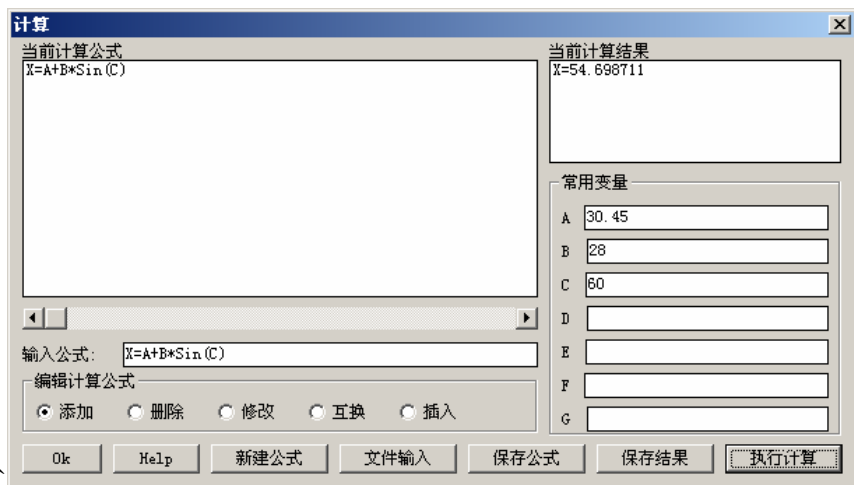 计算
当前计算公式
X=A+B*Sin(C)
当前计算结果
X=54.698711
常用变量
A 30.45
B 28
C 60
D
E
F
G
输入公式: X=A+B*Sin(C)
编辑计算公式
添加 删除 修改 互换 插入
Ok Help 新建公式 文件输入 保存公式 保存结果 执行计算